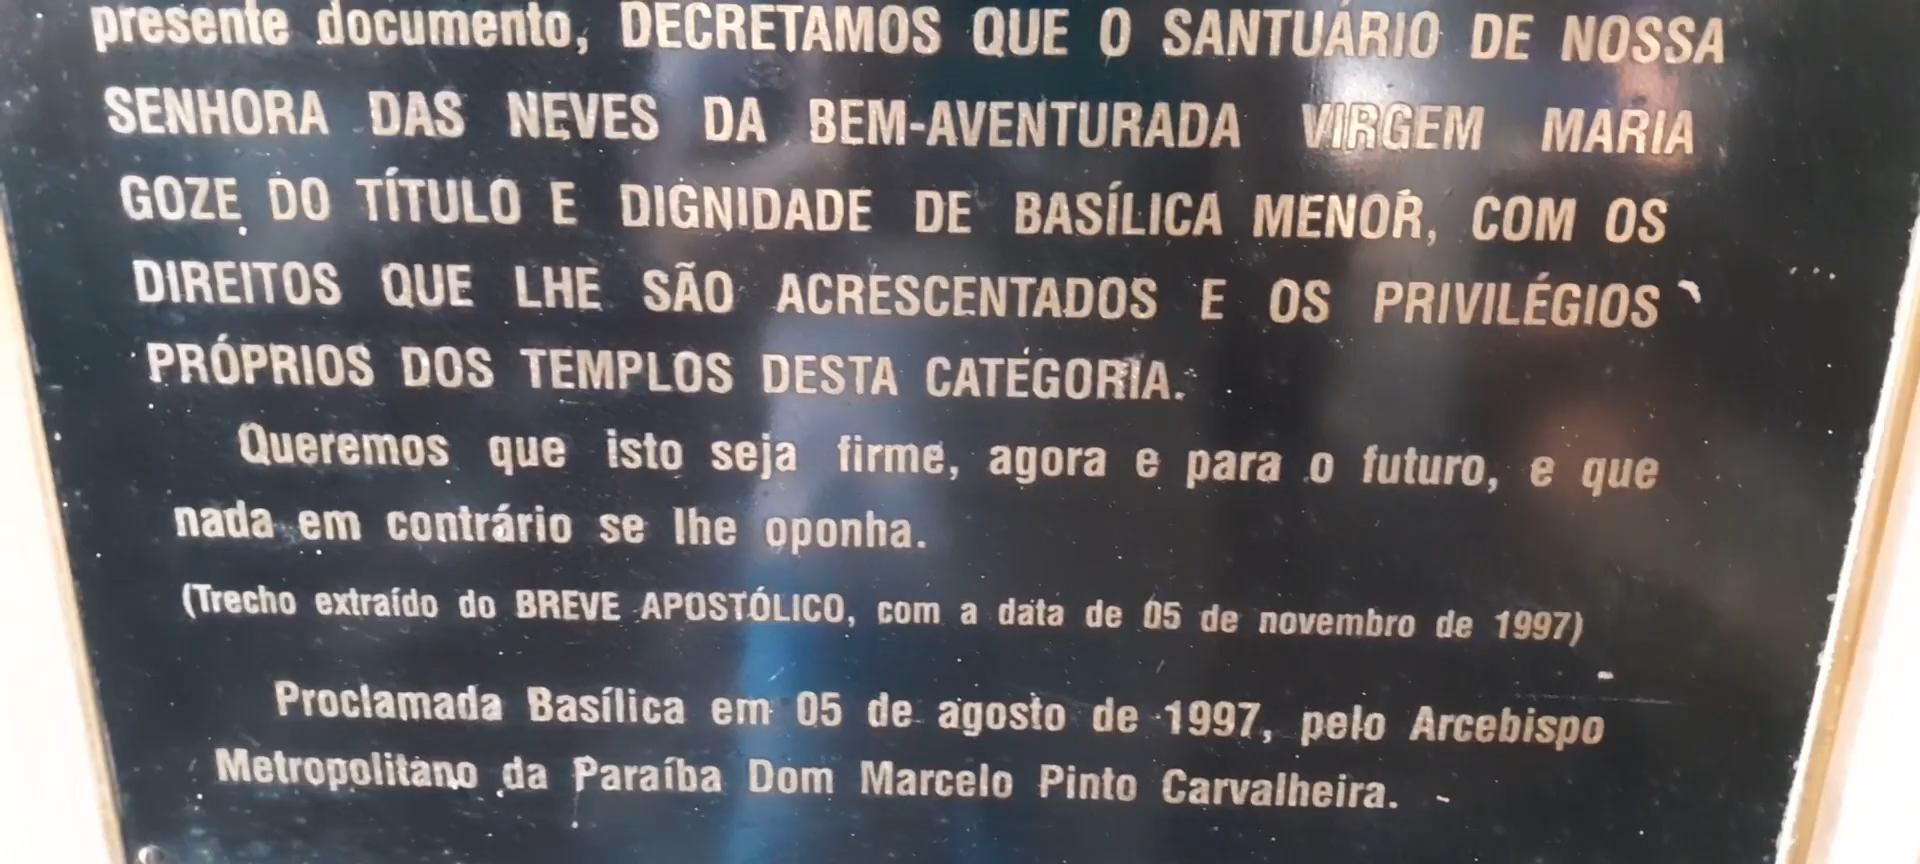 presente documento, DECRETAMOS QUE O SANTUÁRIO DE NOSSA
SENHORA DAS NEVES DA BEM-AVENTURADA VIRGEM MARIA
GOZE DO TÍTULO E DIGNIDADE DE BASÍLICA MENOR, COM OS
DIREITOS QUE LHE SÃO ACRESCENTADOS E OS PRIVILÉGIOS
PRÓPRIOS DOS TEMPLOS DESTA CATEGORIA.
Queremos que isto seja firme, agora e para o futuro, e que
nada em contrário se lhe oponha.
(Trecho extraído do BREVE APOSTÓLICO, com a data de 05 de novembro de 1997)
Proclamada Basílica em 05 de agosto de 1997, pelo Arcebispo
Metropolitano da Paraíba Dom Marcelo Pinto Carvalheira.